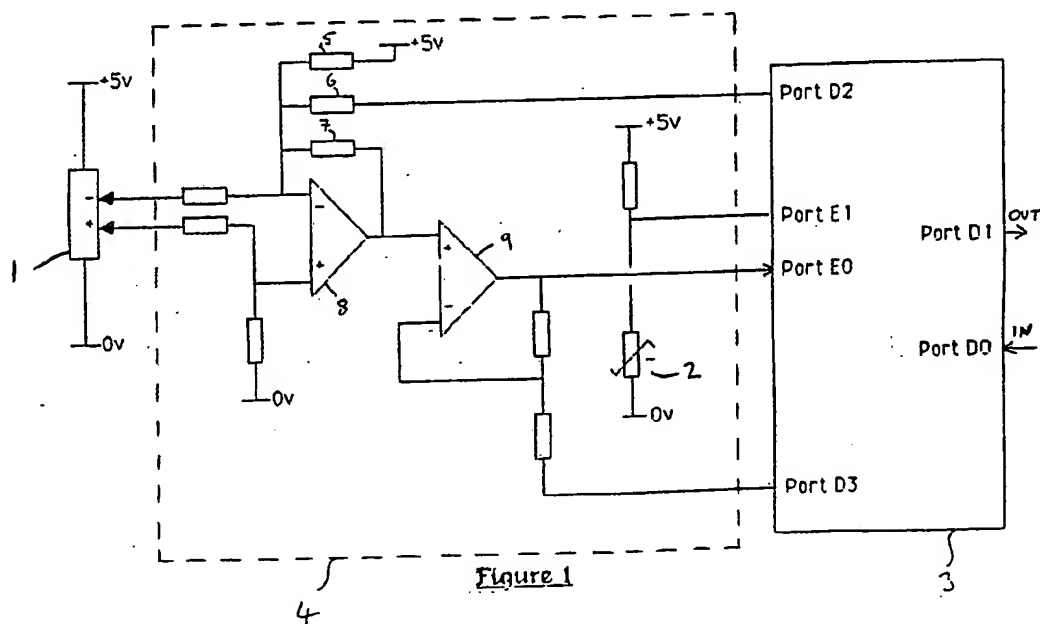 5
+5v
+5v
6
Port D2
7
+5v
-
+
-
+
8
+
-
9
Port E1
Port D1
OUT
Port E0
1
0v
0v
2
0v
Port D0
IN
Port D3
4
Figure 1
3